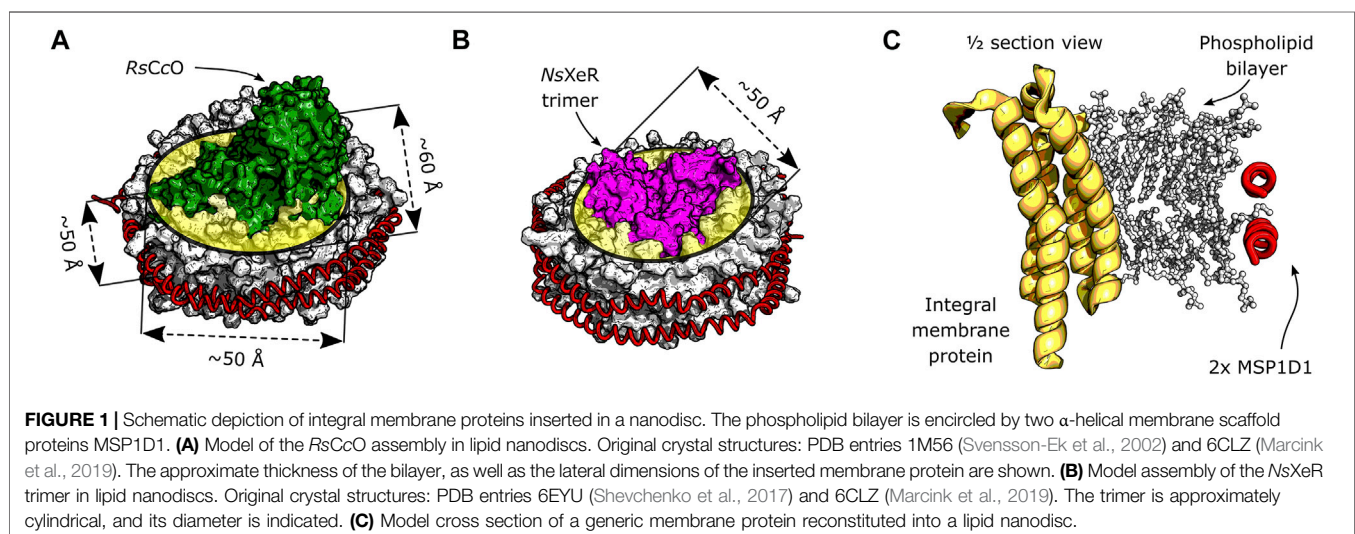 A
RsCcO
~60 Å
~50 Å
~50 Å
B
NsXeR
trimer
~50 Å
C
½ section view
Phospholipid
bilayer
Integral
membrane
protein
2x MSP1D1
FIGURE 1 | Schematic depiction of integral membrane proteins inserted in a nanodisc. The phospholipid bilayer is encircled by two α-helical membrane scaffold
proteins MSP1D1. (A) Model of the RsCcO assembly in lipid nanodiscs. Original crystal structures: PDB entries 1M56 (Svensson-Ek et al., 2002) and 6CLZ (Marcink
et al., 2019). The approximate thickness of the bilayer, as well as the lateral dimensions of the inserted membrane protein are shown. (B) Model assembly of the NsXeR
trimer in lipid nanodiscs. Original crystal structures: PDB entries 6EYU (Shevchenko et al., 2017) and 6CLZ (Marcink et al., 2019). The trimer is approximately
cylindrical, and its diameter is indicated. (C) Model cross section of a generic membrane protein reconstituted into a lipid nanodisc.